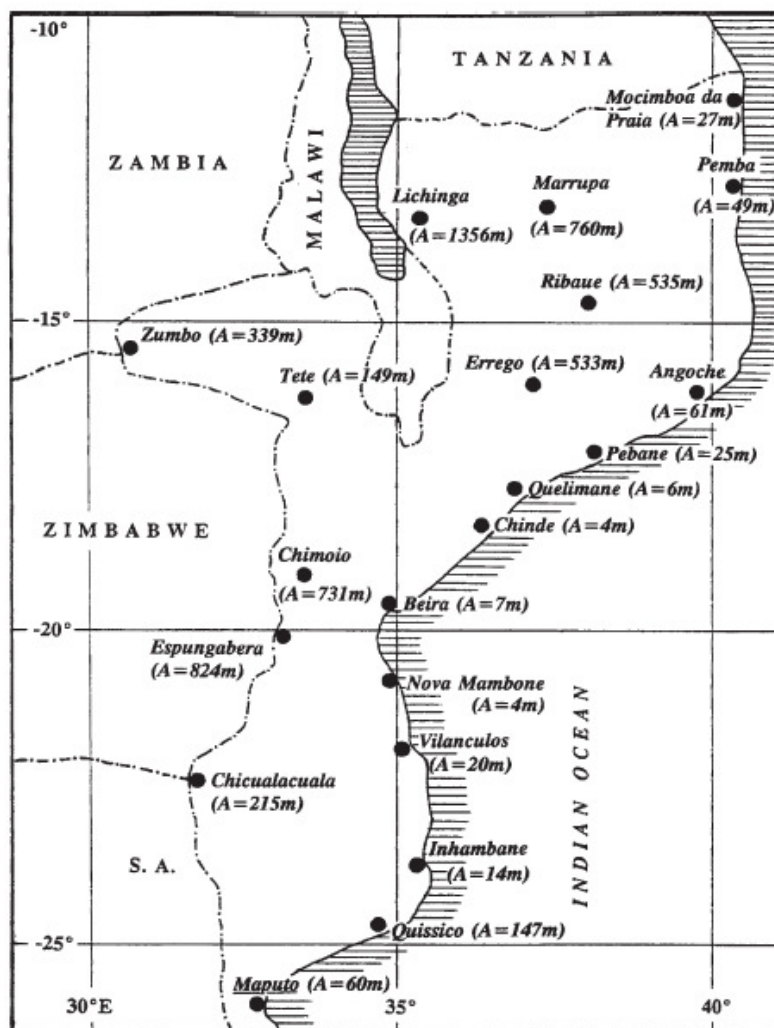 -10°
TANZANIA
Mocimboa da
Praia (A=27m)
ZAMBIA
MALAWI
Pemba
(A=49m)
Lichinga
(A=1356m)
Marrupa
(A=760m)
Ribaue (A=535m)
-15°
Zumbo (A=339m)
Tete (A=149m)
Errego (A=533m)
Angoche
(A=61m)
Pebane (A=25m)
Quelimane (A=6m)
ZIMBABWE
Chinde (A=4m)
Chimoio
(A=731m)
Beira (A=7m)
-20°
Espungabera
(A=824m)
Nova Mambone
(A=4m)
INDIAN OCEAN
Vilanculos
(A=20m)
Chicualacuala
(A=215m)
S. A.
Inhambane
(A=14m)
Quissico (A=147m)
-25°
Maputo (A=60m)
30°E
35°
40°